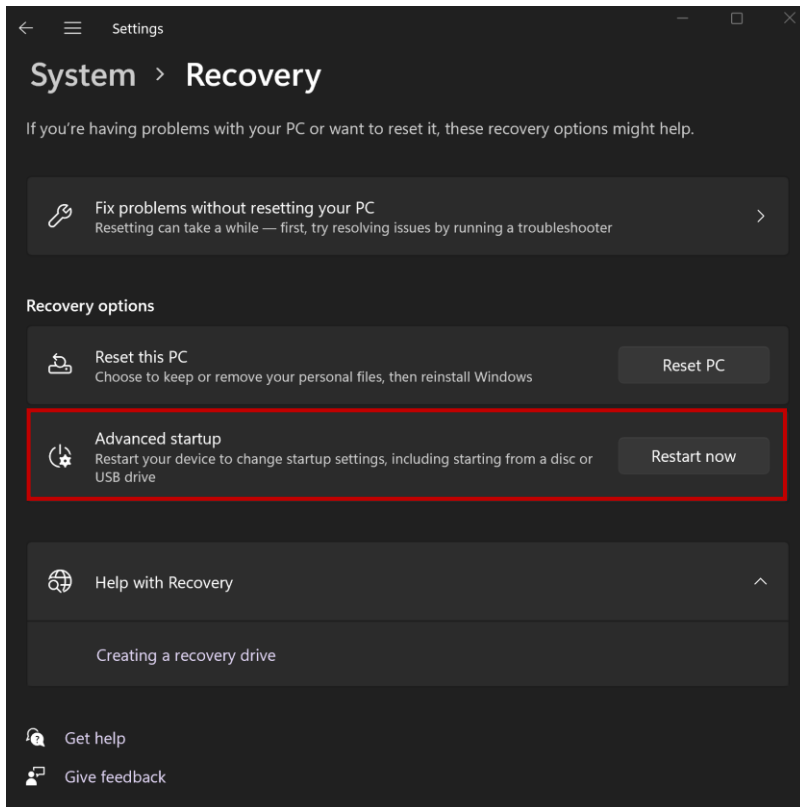 Settings
System > Recovery
If you're having problems with your PC or want to reset it, these recovery options might help.
Fix problems without resetting your PC
Resetting can take a while — first, try resolving issues by running a troubleshooter
Recovery options
Reset this PC
Choose to keep or remove your personal files, then reinstall Windows
Reset PC
Advanced startup
Restart your device to change startup settings, including starting from a disc or
USB drive
Restart now
Help with Recovery
Creating a recovery drive
Get help
Give feedback